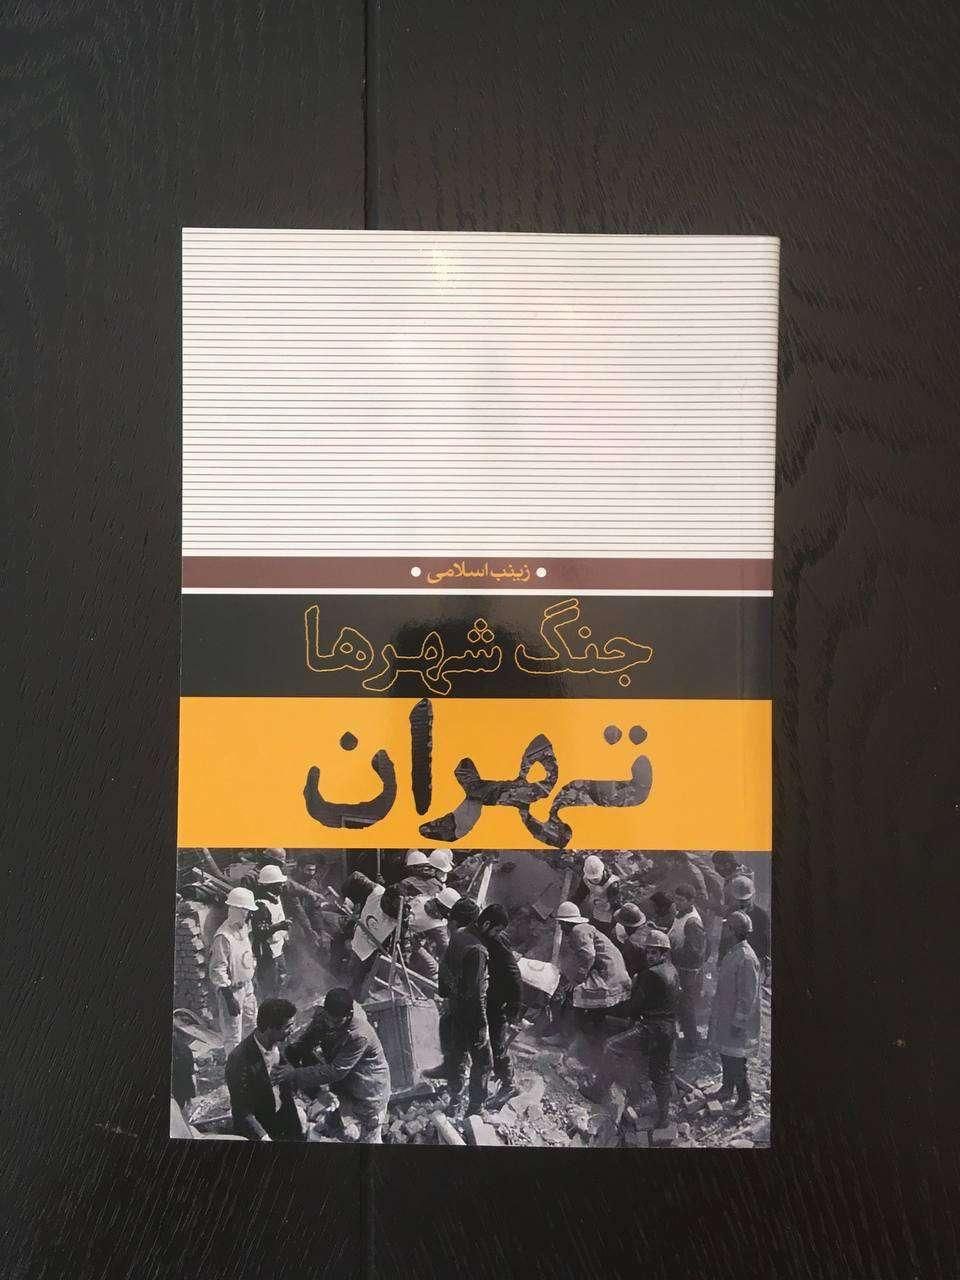 • زینب اسلامی •
جنگ شهرها
تهران